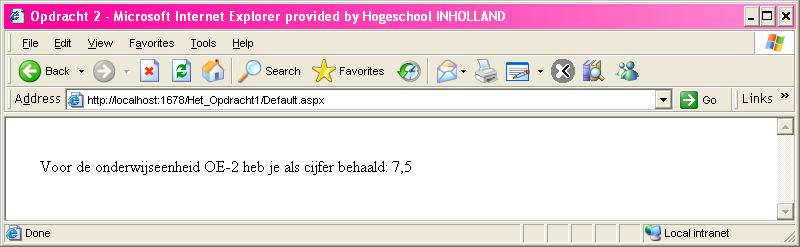 Opdracht 2 - Microsoft Internet Explorer provided by Hogeschool INHOLLAND
File Edit View Favorites Tools Help
Back Search Favorites
Address http://localhost:1678/Het_Opdracht1/Default.aspx Go Links »
Voor de onderwijseenheid OE-2 heb je als cijfer behaald: 7,5
Done Local intranet